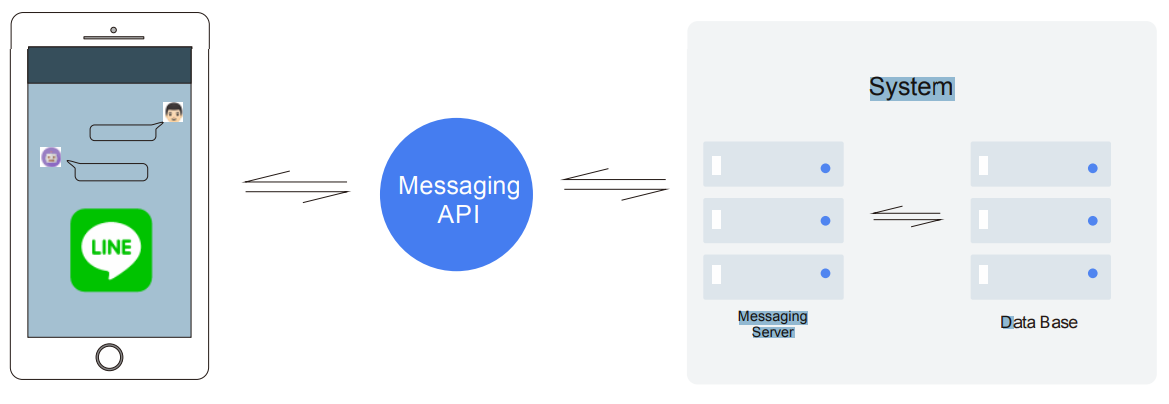 LINE
Messaging
API
System
Messaging
Server
Data Base